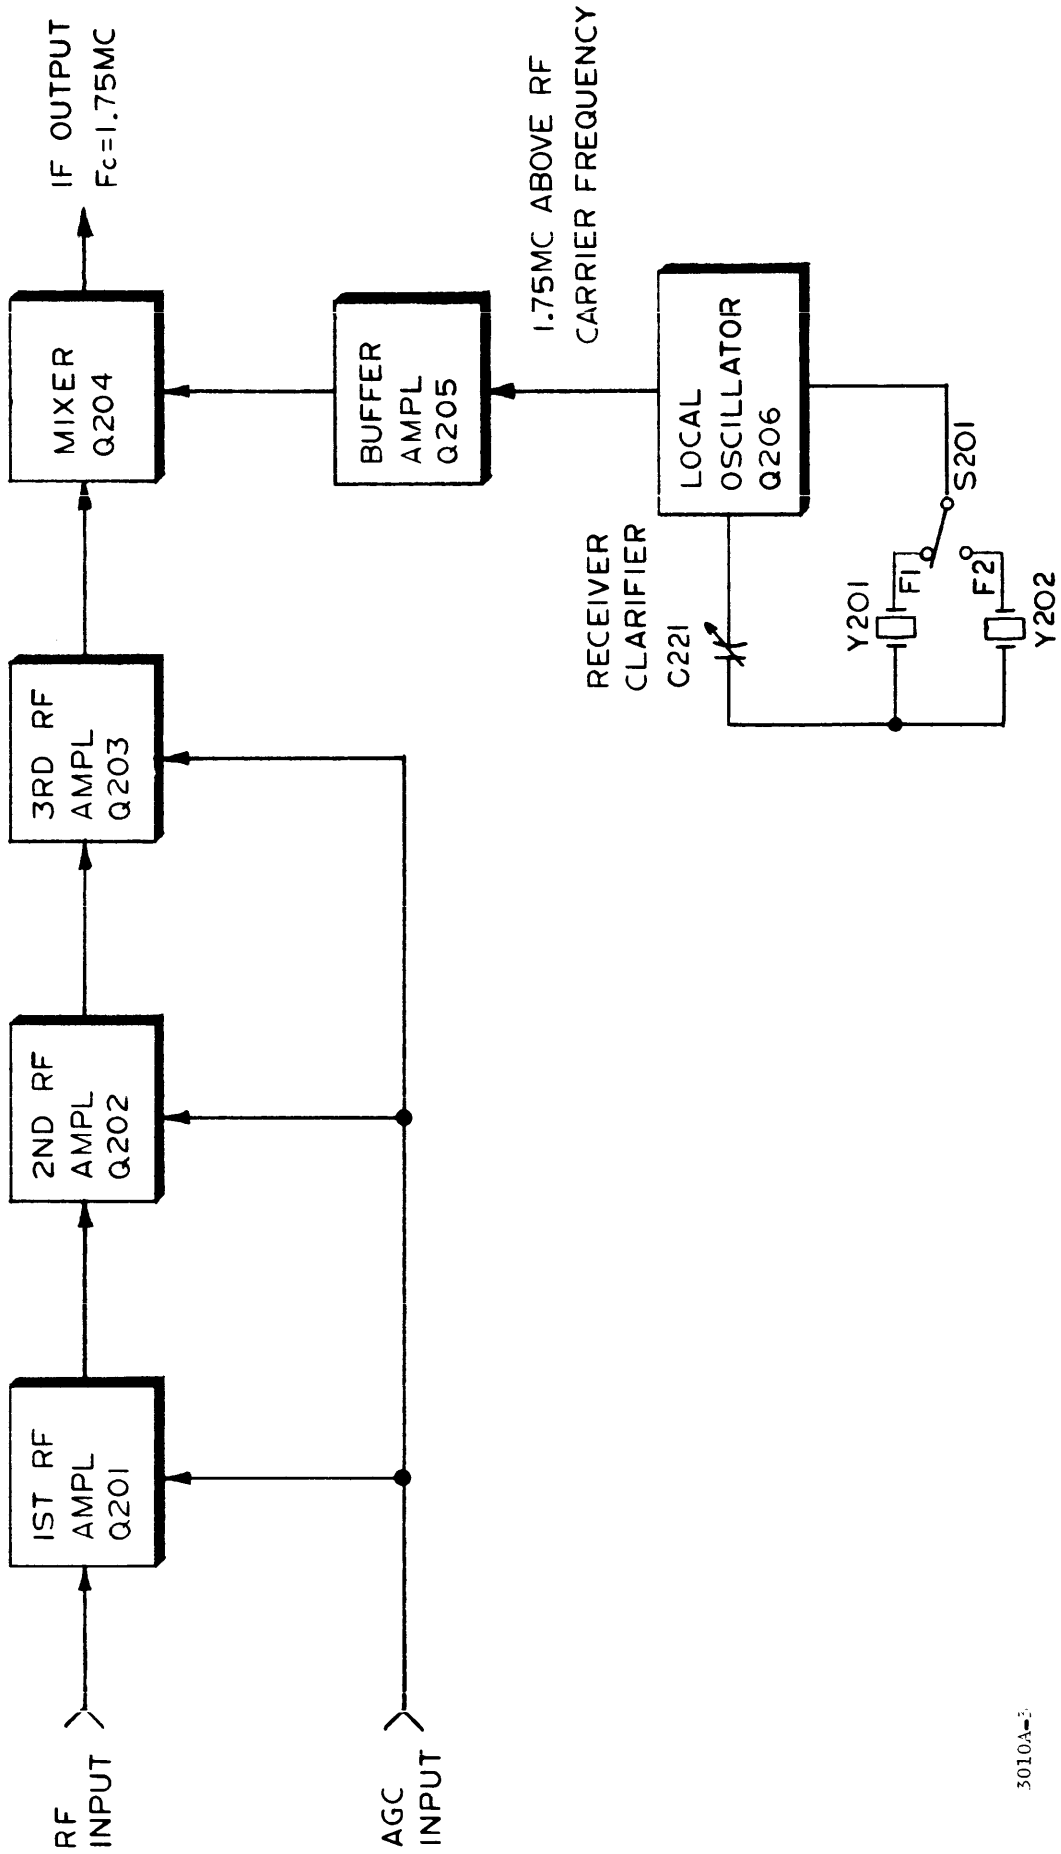 RF
INPUT
1ST RF
AMPL
Q201
2ND RF
AMPL
Q202
3RD RF
AMPL
Q203
MIXER
Q204
IF OUTPUT
Fc=1.75MC
AGC
INPUT
BUFFER
AMPL
Q205
1.75MC ABOVE RF
CARRIER FREQUENCY
RECEIVER
CLARIFIER
C221
LOCAL
OSCILLATOR
Q206
Y201
F1
S201
F2
Y202
3010A-3